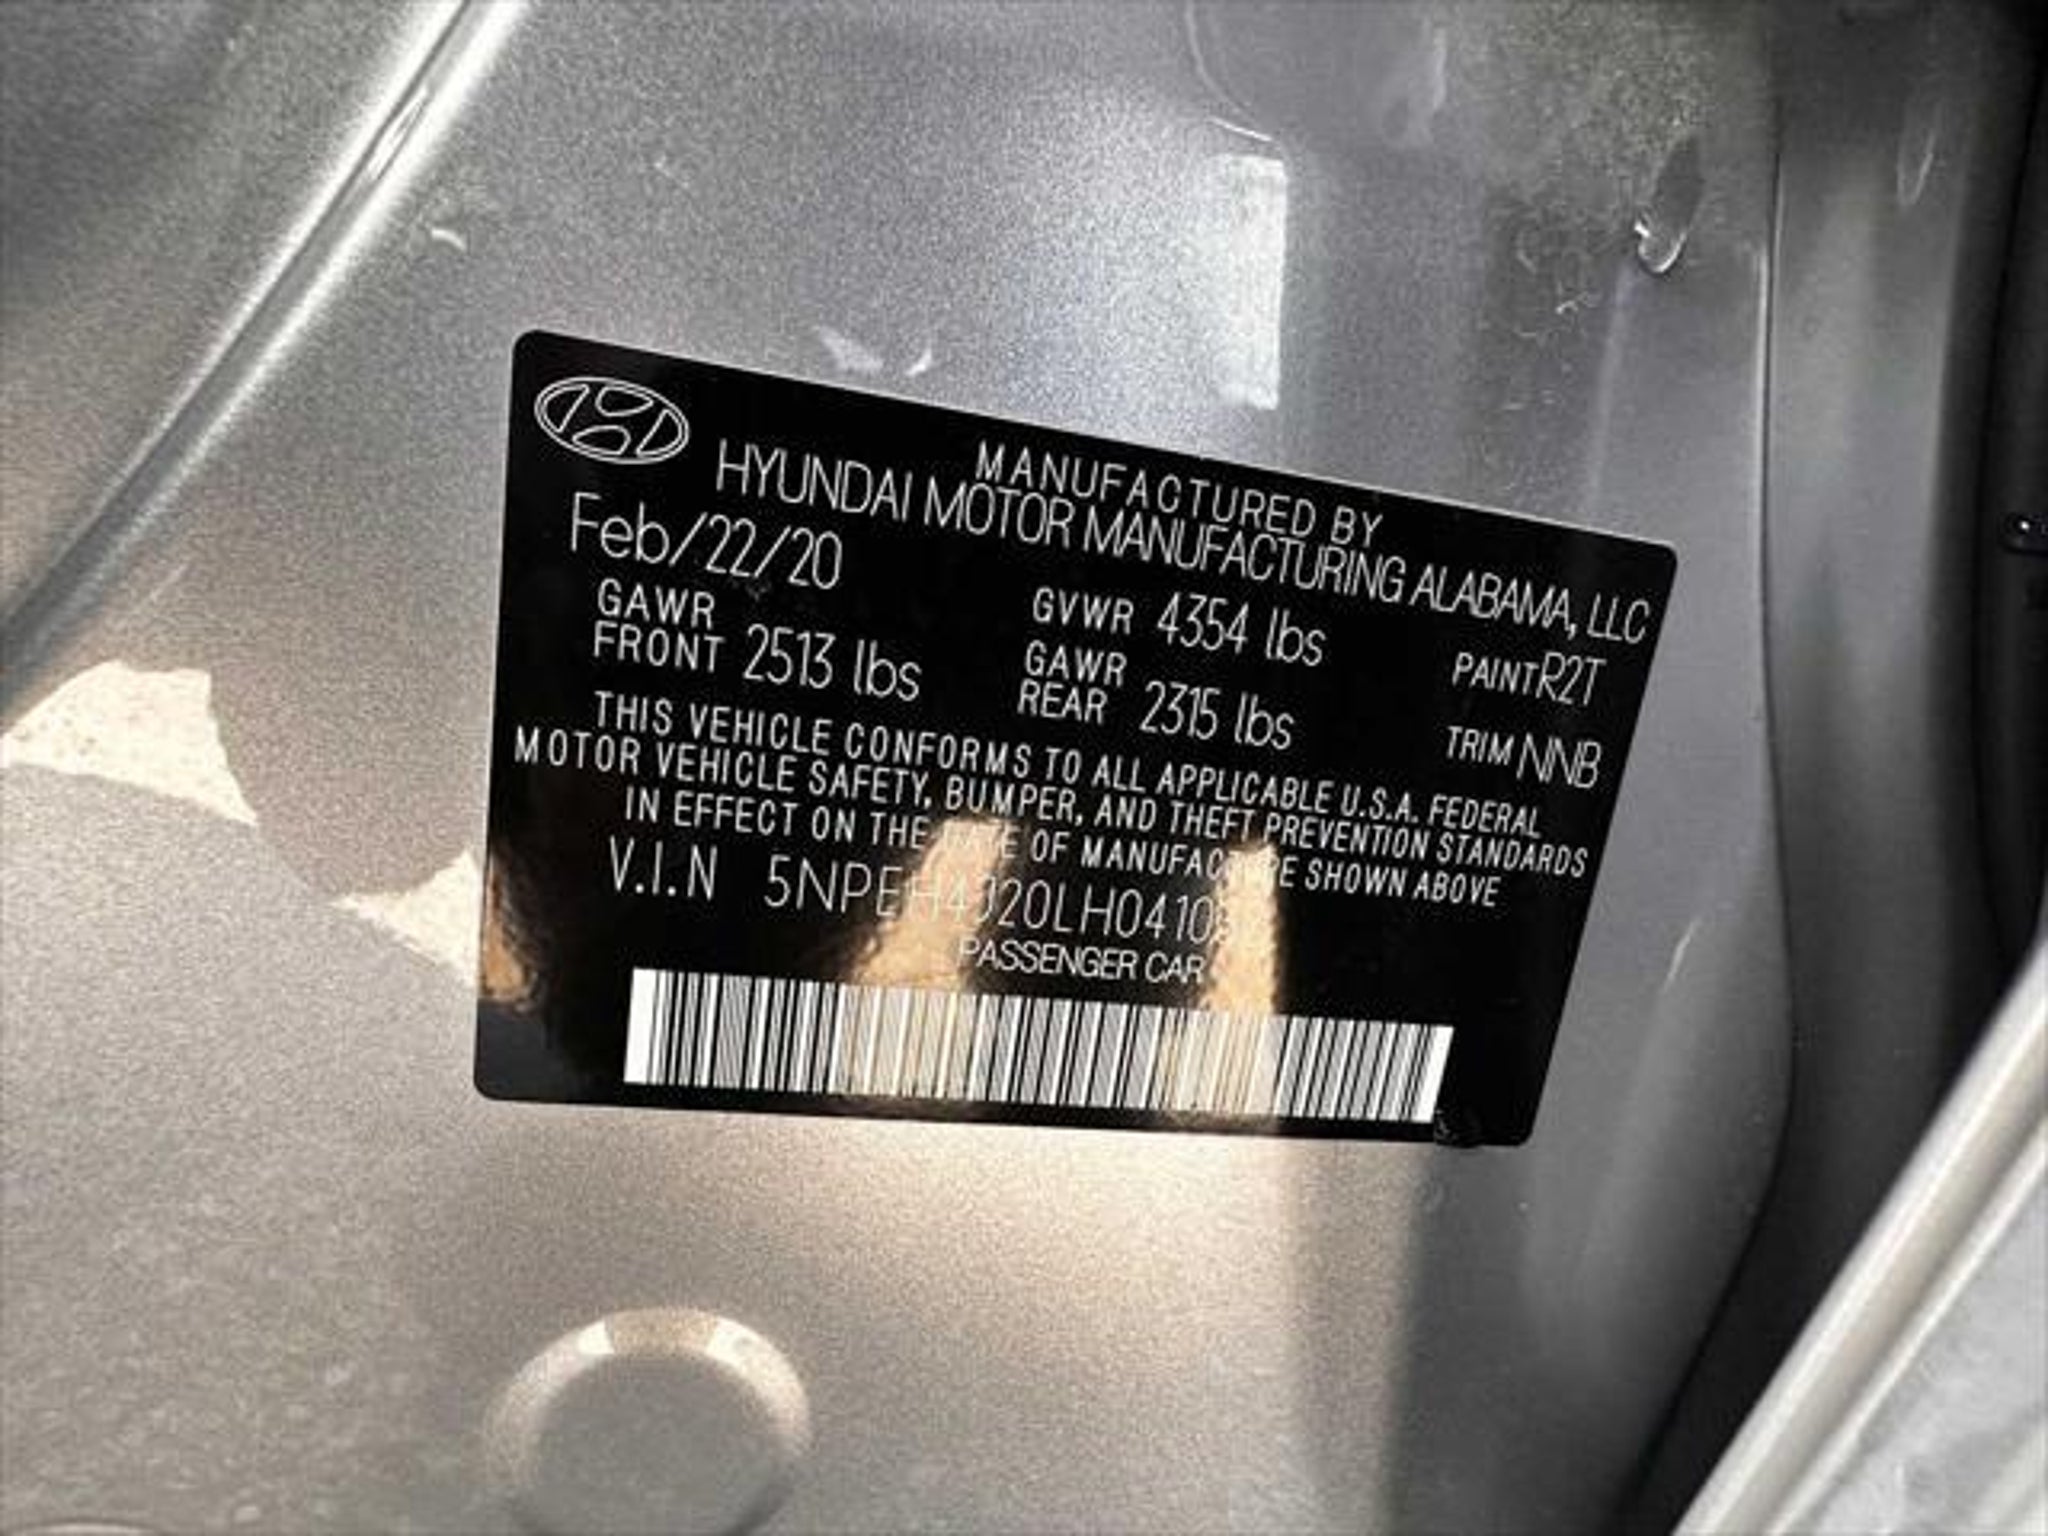 MANUFACTURED BY
HYUNDAI MOTOR MANUFACTURING ALABAMA, LLC
Feb/22/20
GAWR FRONT 2513 lbs
GVWR 4354 lbs
GAWR REAR 2315 lbs
PAINT R2T
TRIM NNB
THIS VEHICLE CONFORMS TO ALL APPLICABLE U.S.A. FEDERAL
MOTOR VEHICLE SAFETY, BUMPER, AND THEFT PREVENTION STANDARDS
IN EFFECT ON THE DATE OF MANUFACTURE SHOWN ABOVE
V.I.N
PASSENGER CAR